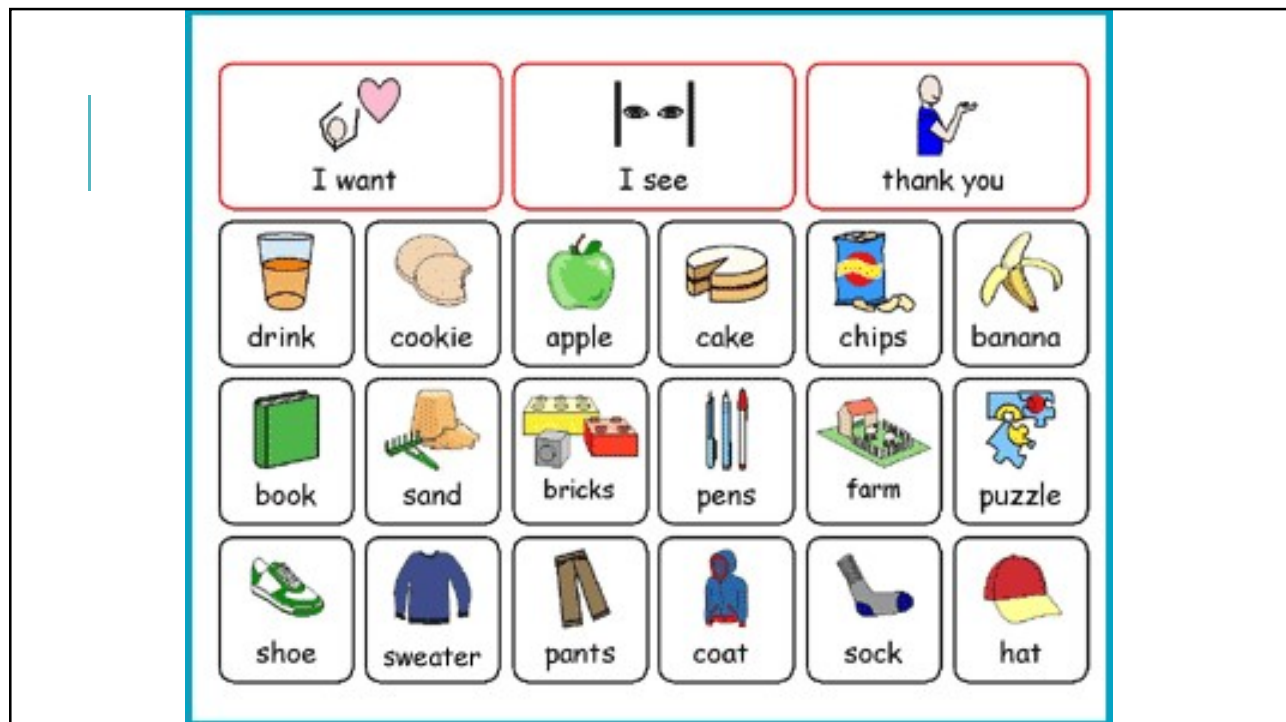 I want
I see
thank you
drink
cookie
apple
cake
chips
banana
book
sand
bricks
pens
farm
puzzle
shoe
sweater
pants
coat
sock
hat